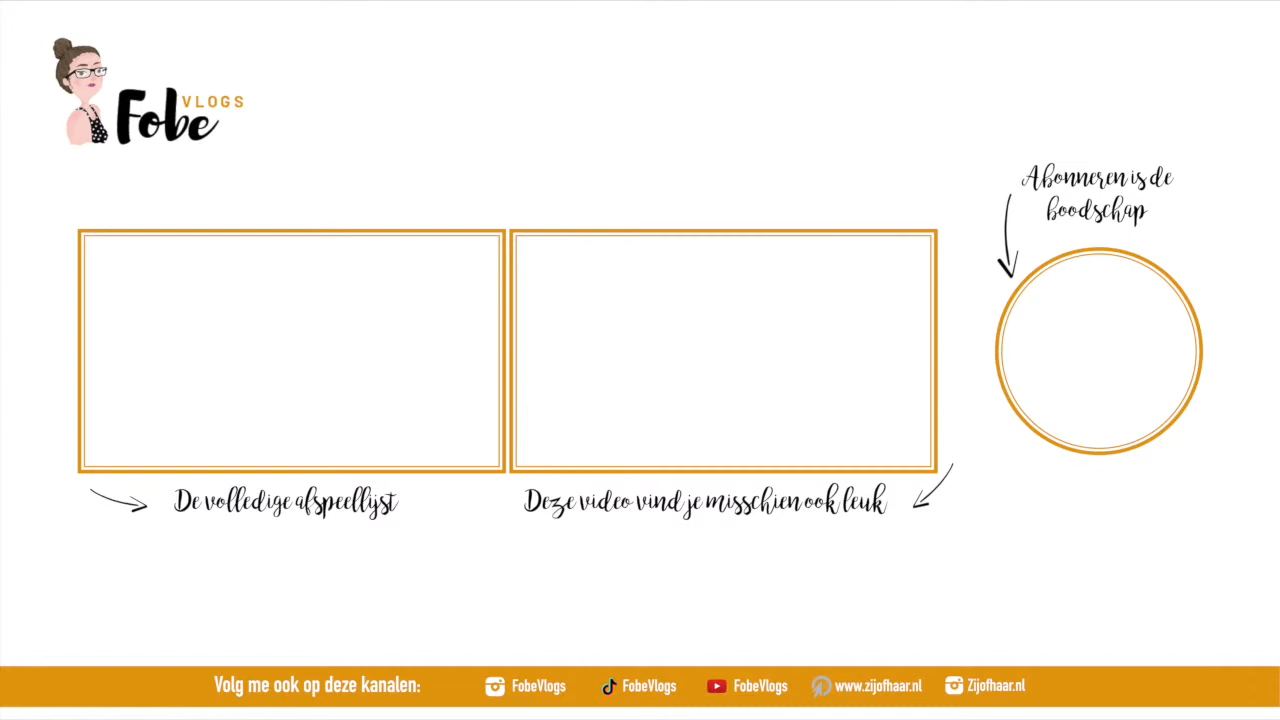 VLOGS
Fobe
Abonneren is de
boodschap
De volledige afspeellijst
Deze video vind je misschien ook leuk
Volg me ook op deze kanalen: FobeVlogs FobeVlogs FobeVlogs www.zijofhaar.nl Zijofhaar.nl